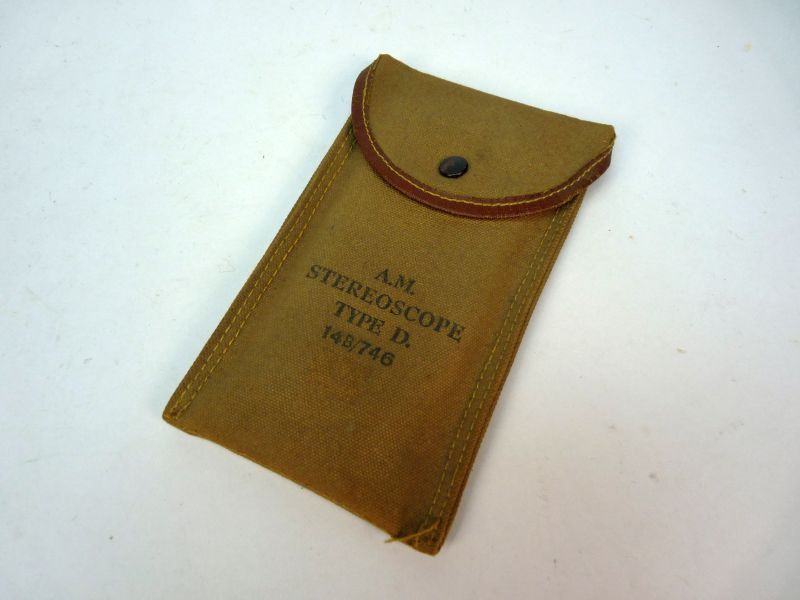 A.M.
STEREOSCOPE
TYPE D.
14B/746